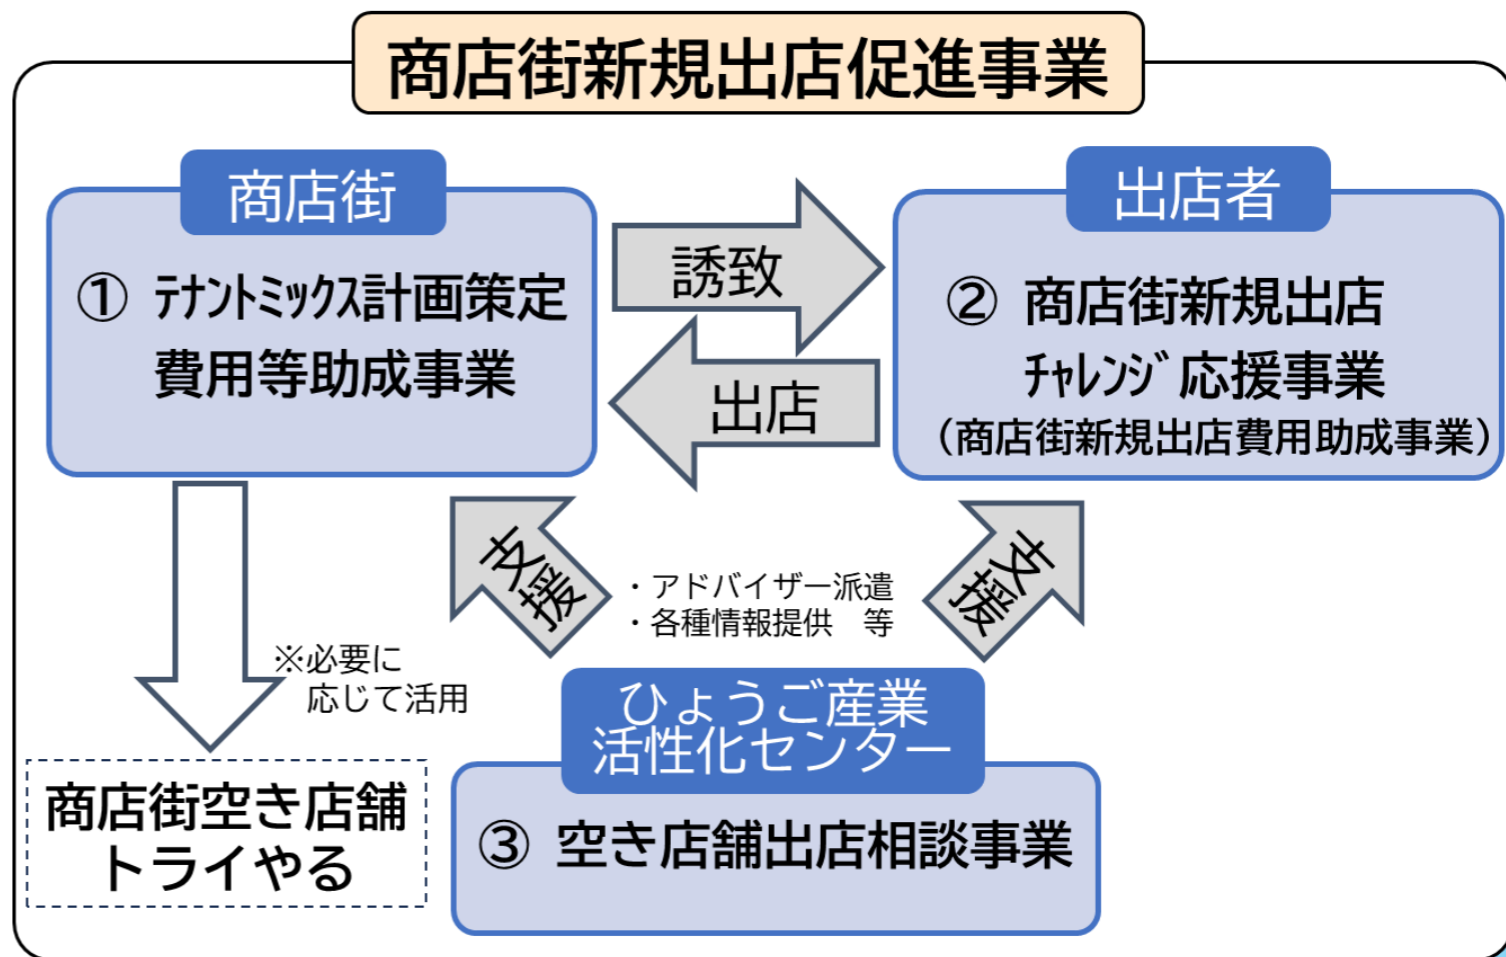 商店街新規出店促進事業
商店街
① ﾃﾅﾝﾄﾐｯｸｽ計画策定
費用等助成事業
誘致
出店
出店者
② 商店街新規出店
ﾁｬﾚﾝｼﾞ応援事業
（商店街新規出店費用助成事業）
支援
・アドバイザー派遣
・各種情報提供　等
支援
※必要に
応じて活用
商店街空き店舗
トライやる
ひょうご産業
活性化センター
③ 空き店舗出店相談事業